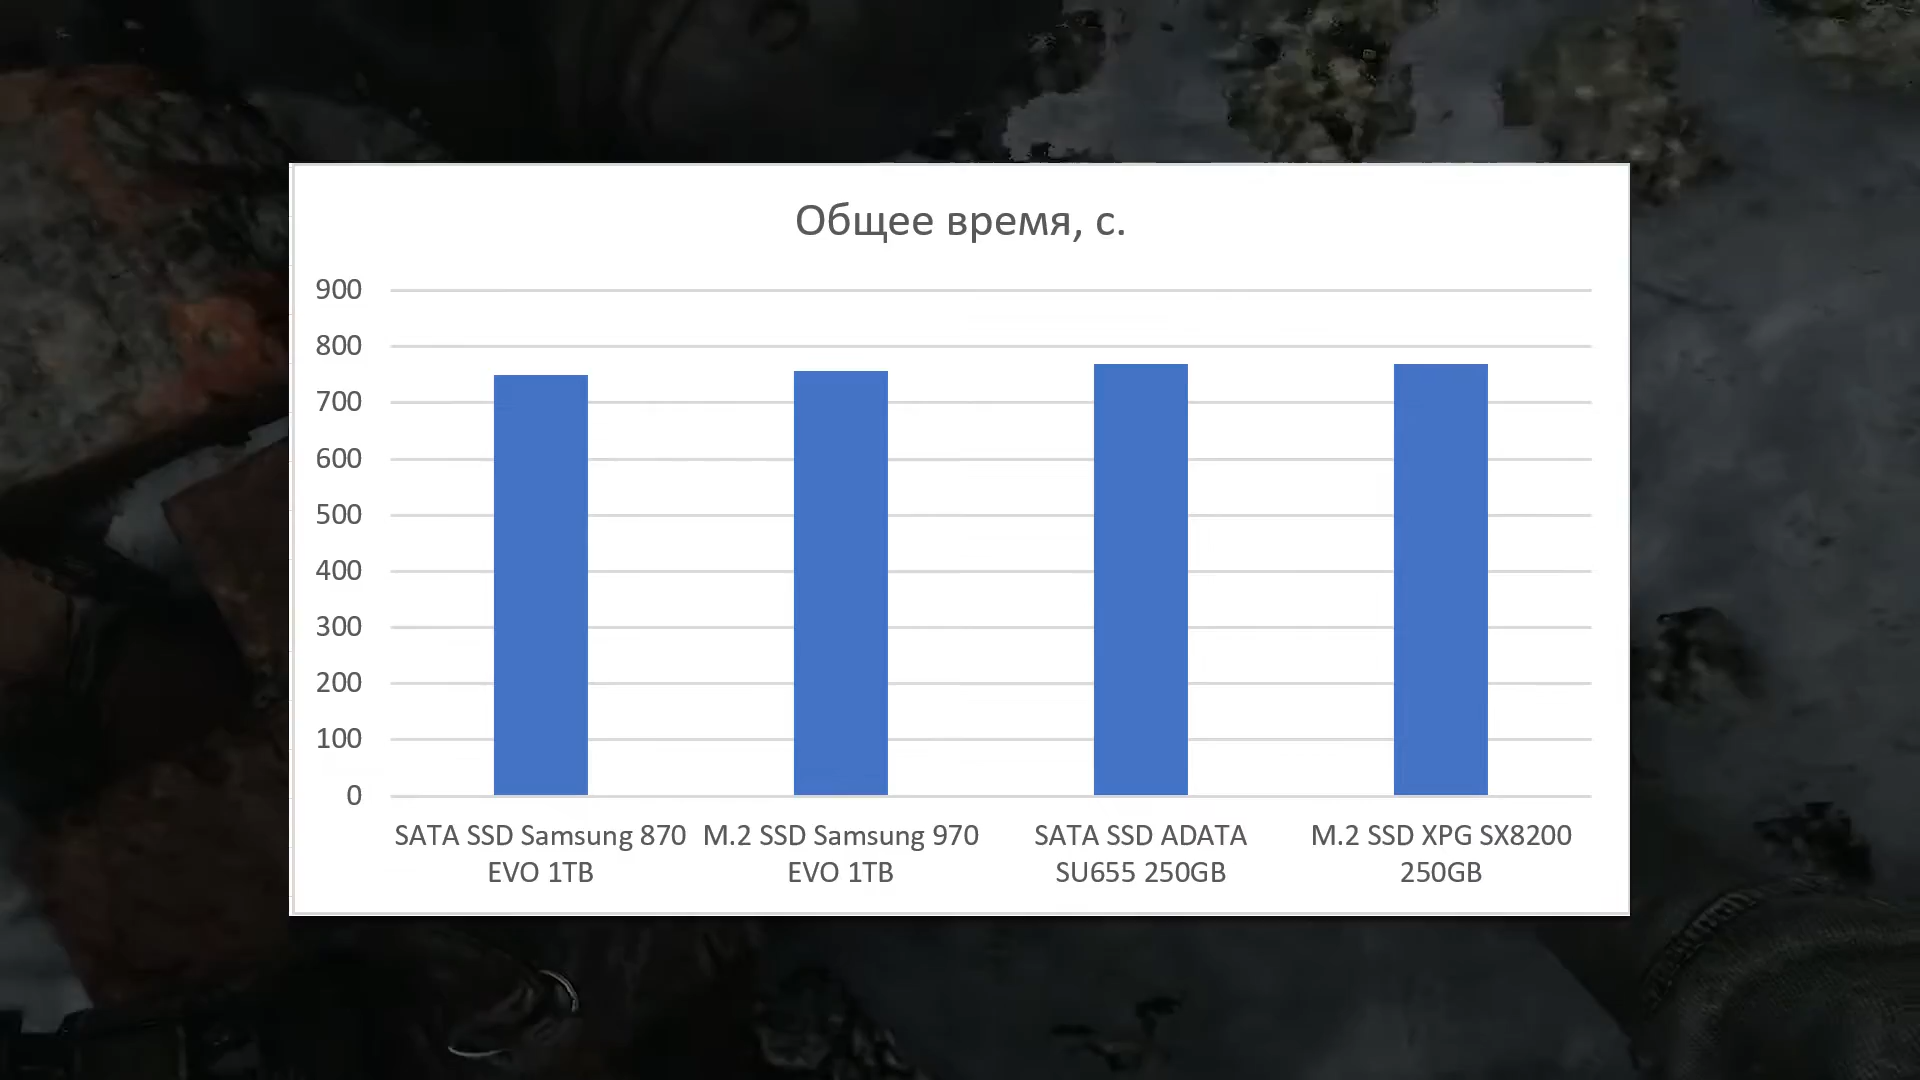 Общее время, с.
900
800
700
600
500
400
300
200
100
0
SATA SSD Samsung 870 EVO 1TB
M.2 SSD Samsung 970 EVO 1TB
SATA SSD ADATA SU655 250GB
M.2 SSD XPG SX8200 250GB